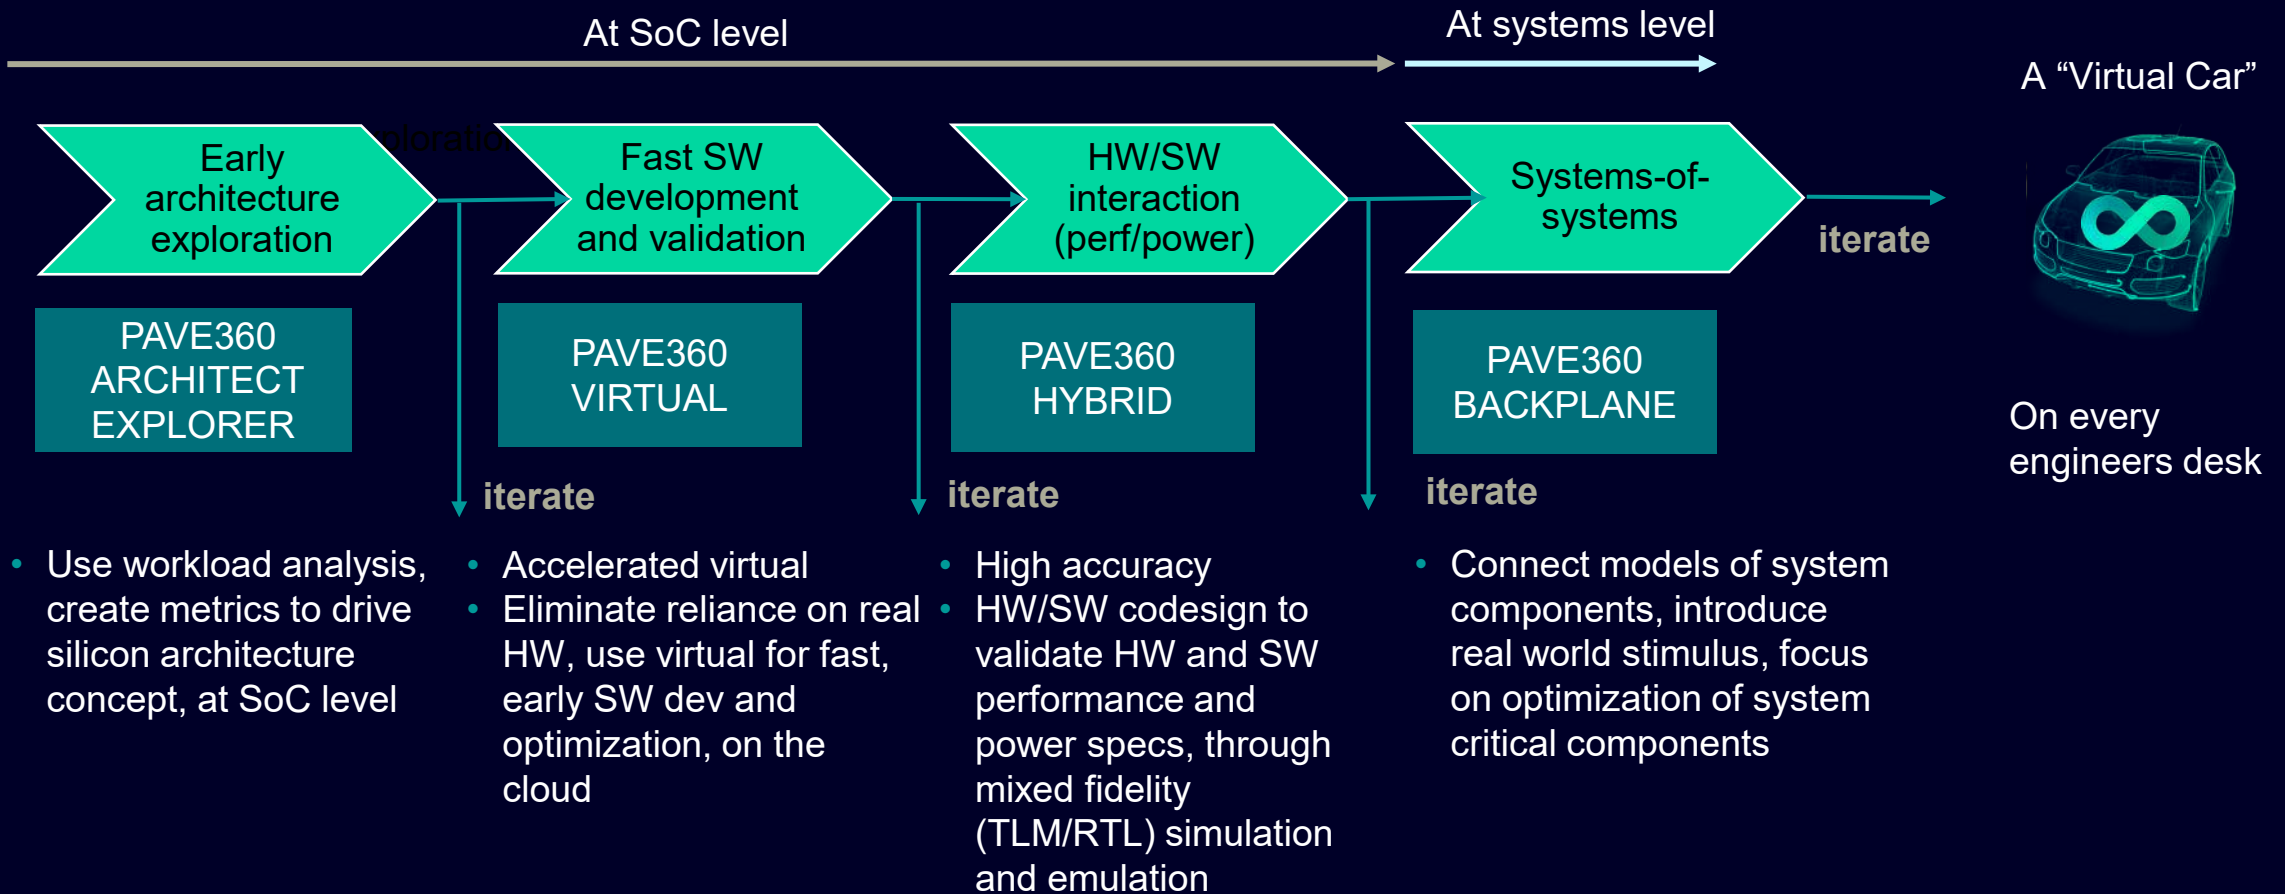 At SoC level
At systems level
A “Virtual Car”
Early
architecture
exploration
ploration
Fast SW
development
and validation
HW/SW
interaction
(perf/power)
Systems-of-
systems
iterate
PAVE360
ARCHITECT
EXPLORER
PAVE360
VIRTUAL
PAVE360
HYBRID
PAVE360
BACKPLANE
On every
engineers desk
iterate
iterate
iterate
• Use workload analysis,
create metrics to drive
silicon architecture
concept, at SoC level
• Accelerated virtual
• Eliminate reliance on real
HW, use virtual for fast,
early SW dev and
optimization, on the
cloud
• High accuracy
• HW/SW codesign to
validate HW and SW
performance and
power specs, through
mixed fidelity
(TLM/RTL) simulation
and emulation
• Connect models of system
components, introduce
real world stimulus, focus
on optimization of system
critical components